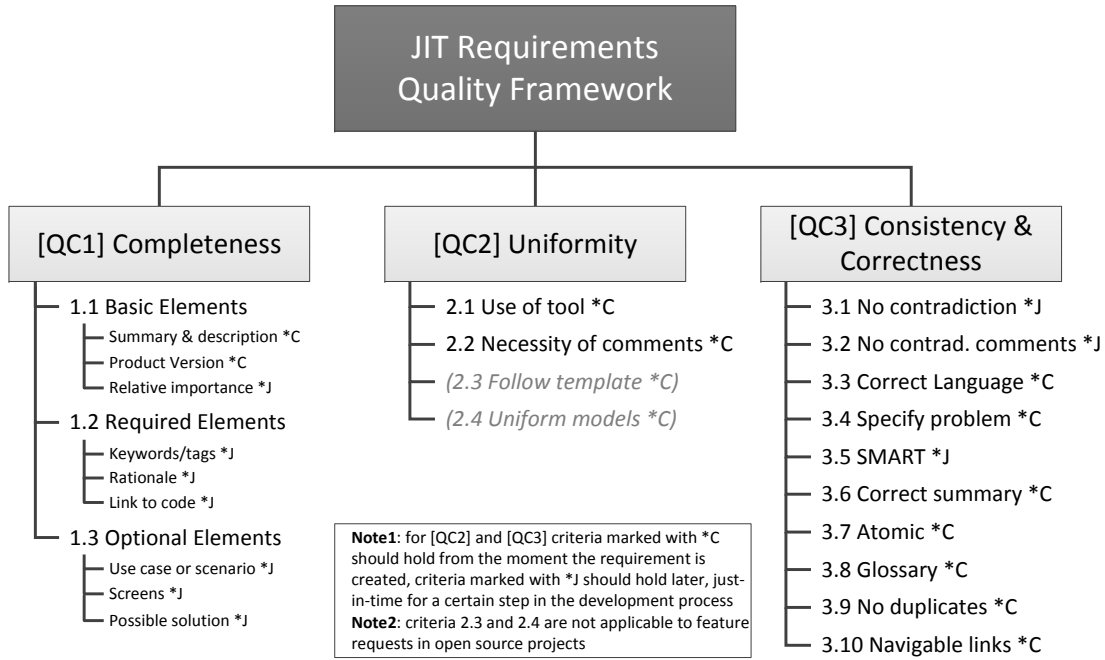 JIT Requirements
Quality Framework
[QC1] Completeness
1.1 Basic Elements
Summary & description *C
Product Version *C
Relative importance *J
1.2 Required Elements
Keywords/tags *J
Rationale *J
Link to code *J
1.3 Optional Elements
Use case or scenario *J
Screens *J
Possible solution *J
[QC2] Uniformity
2.1 Use of tool *C
2.2 Necessity of comments *C
(2.3 Follow template *C)
(2.4 Uniform models *C)
Note1: for [QC2] and [QC3] criteria marked with *C
should hold from the moment the requirement is
created, criteria marked with *J should hold later, just-
in-time for a certain step in the development process
Note2: criteria 2.3 and 2.4 are not applicable to feature
requests in open source projects
[QC3] Consistency &
Correctness
3.1 No contradiction *J
3.2 No contrad. comments *J
3.3 Correct Language *C
3.4 Specify problem *C
3.5 SMART *J
3.6 Correct summary *C
3.7 Atomic *C
3.8 Glossary *C
3.9 No duplicates *C
3.10 Navigable links *C